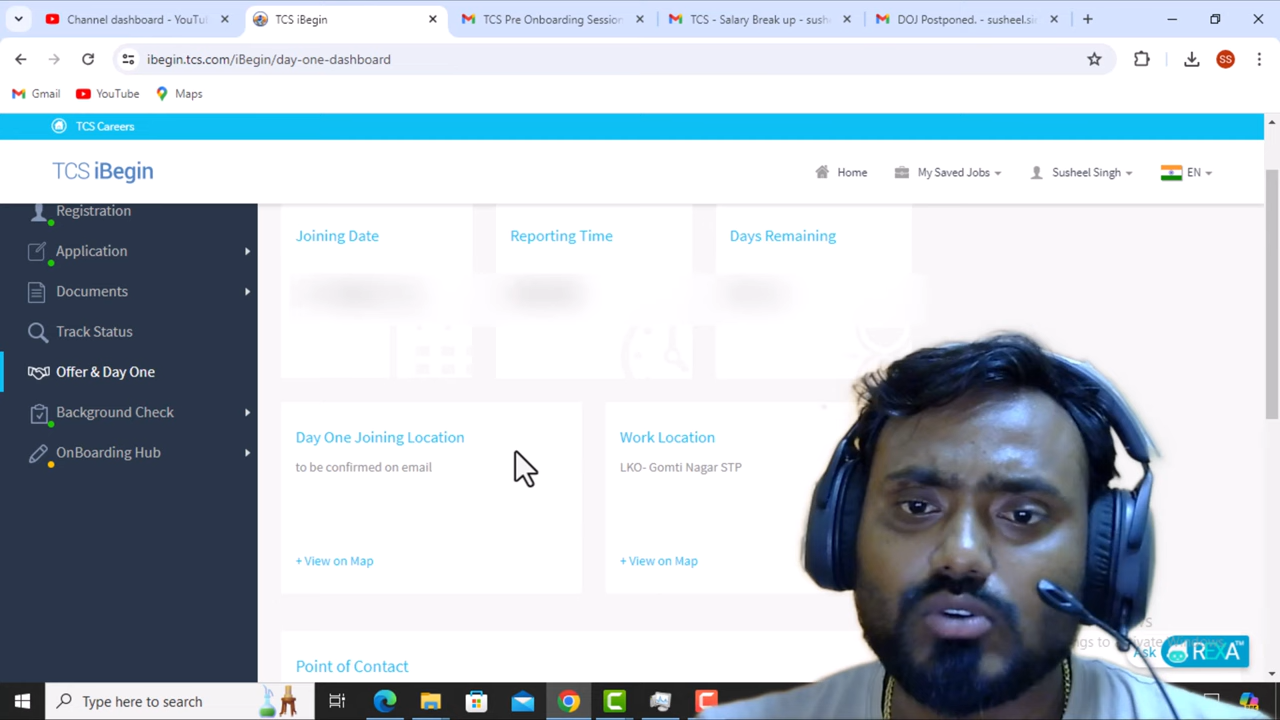 Channel dashboard - YouTu
TCS iBegin
TCS Pre Onboarding Session
TCS - Salary Break up - sushe
DOJ Postponed. - susheel.si
ibegin.tcs.com/iBegin/day-one-dashboard
SS
Gmail
YouTube
Maps
TCS Careers
TCS iBegin
Home
My Saved Jobs
Susheel Singh
EN
Registration
Application
Documents
Track Status
Offer & Day One
Background Check
OnBoarding Hub
Joining Date
Reporting Time
Days Remaining
Day One Joining Location
to be confirmed on email
+ View on Map
Work Location
LKO- Gomti Nagar STP
+ View on Map
Point of Contact
Ask REXA™
Type here to search